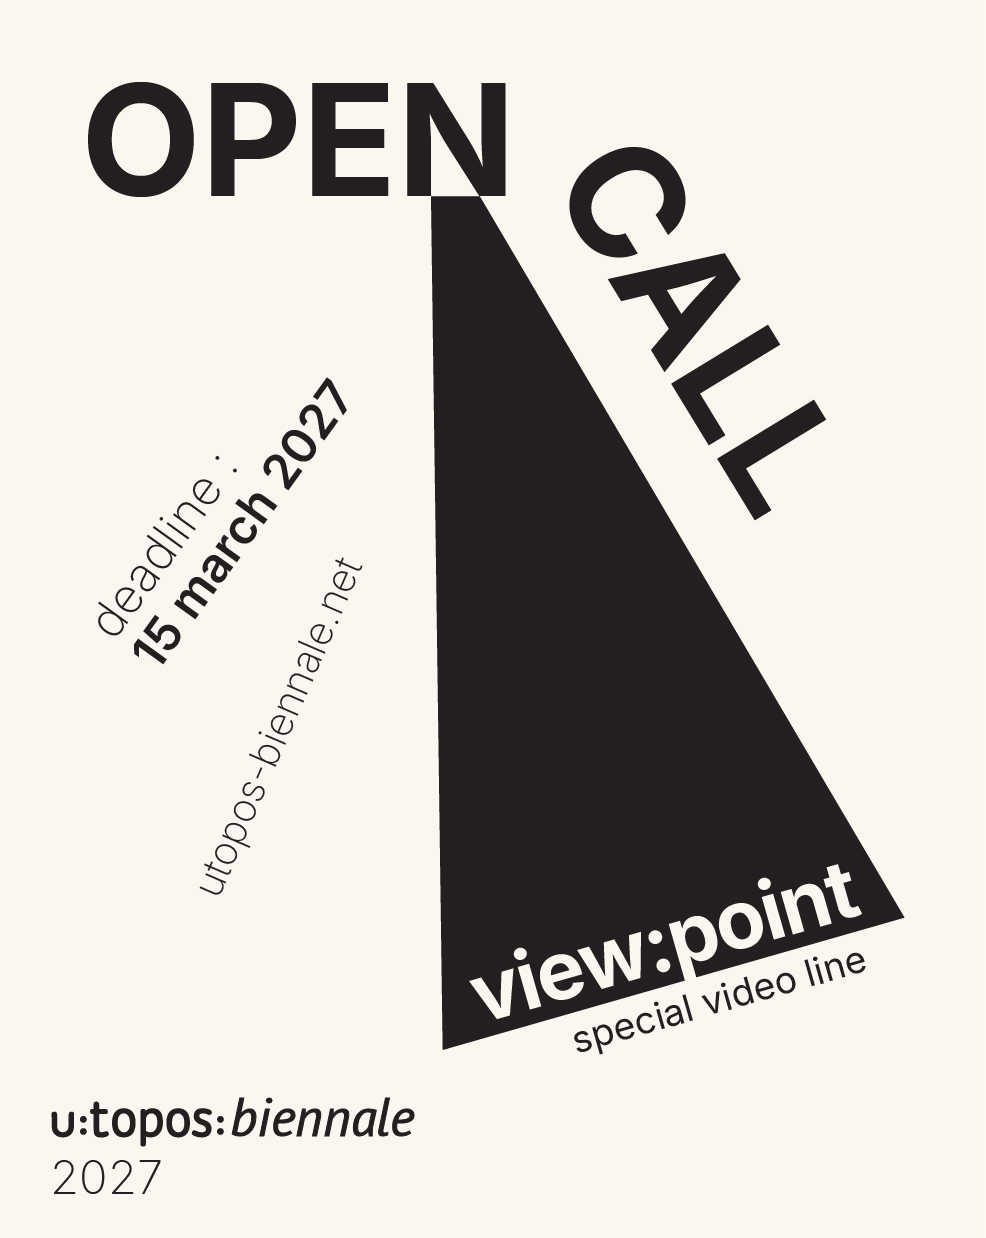 OPEN
CALL
deadline :
15 march 2027
utopos-biennale.net
view:point
special video line
u:topos:biennale
2027